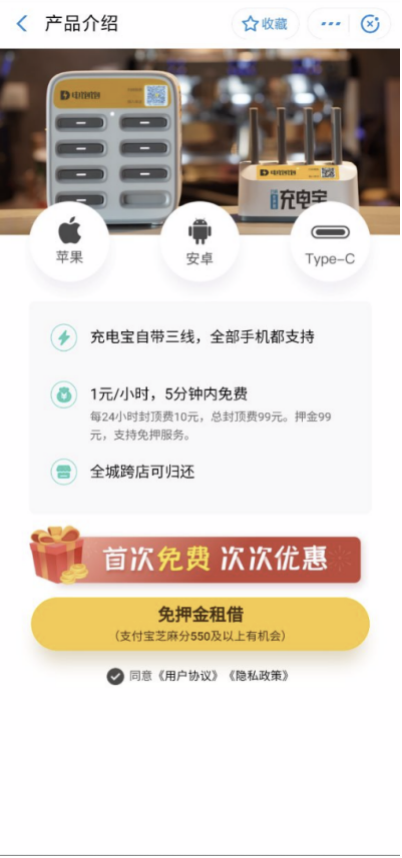 产品介绍
收藏
充电宝
苹果
安卓
Type-C
充电宝自带三线，全部手机都支持
1元/小时，5分钟内免费
每24小时封顶费10元，总封顶费99元。押金99
元，支持免押服务。
全城跨店可归还
首次免费 次次优惠
免押金租借
（支付宝芝麻分550及以上有机会）
同意《用户协议》《隐私政策》